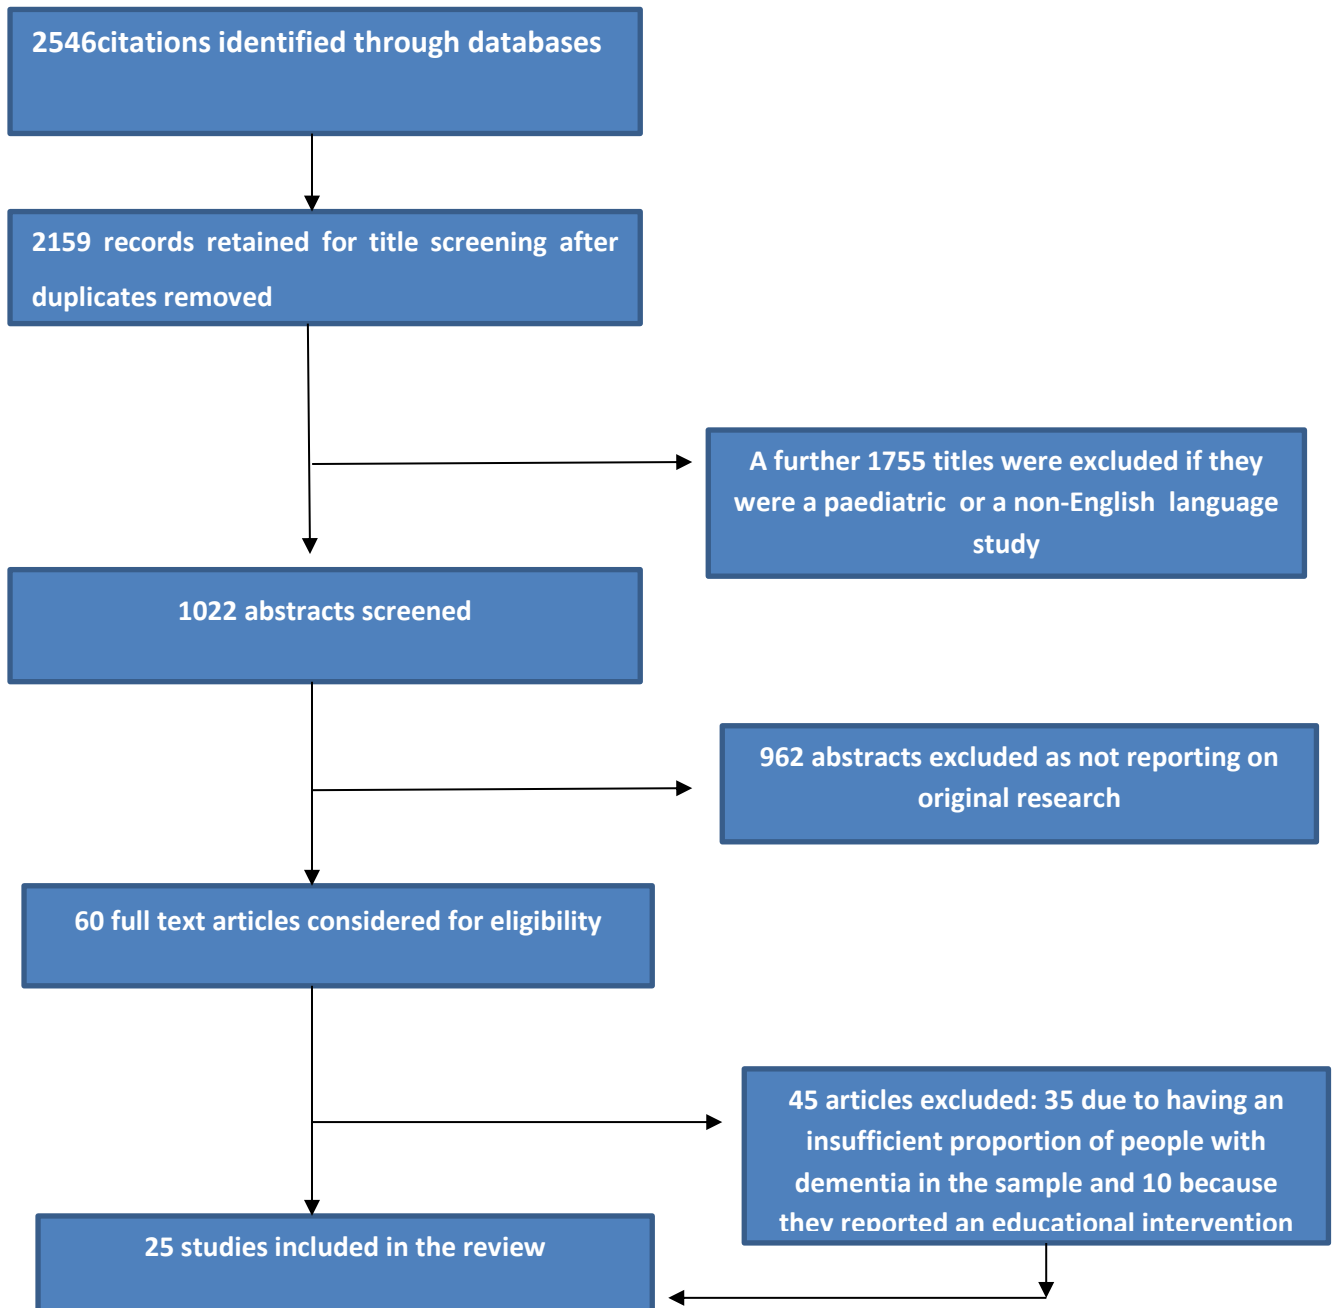 2546citations identified through databases
2159 records retained for title screening after
duplicates removed
A further 1755 titles were excluded if they
were a paediatric or a non-English language
study
1022 abstracts screened
962 abstracts excluded as not reporting on
original research
60 full text articles considered for eligibility
45 articles excluded: 35 due to having an
insufficient proportion of people with
dementia in the sample and 10 because
they reported an educational intervention
25 studies included in the review